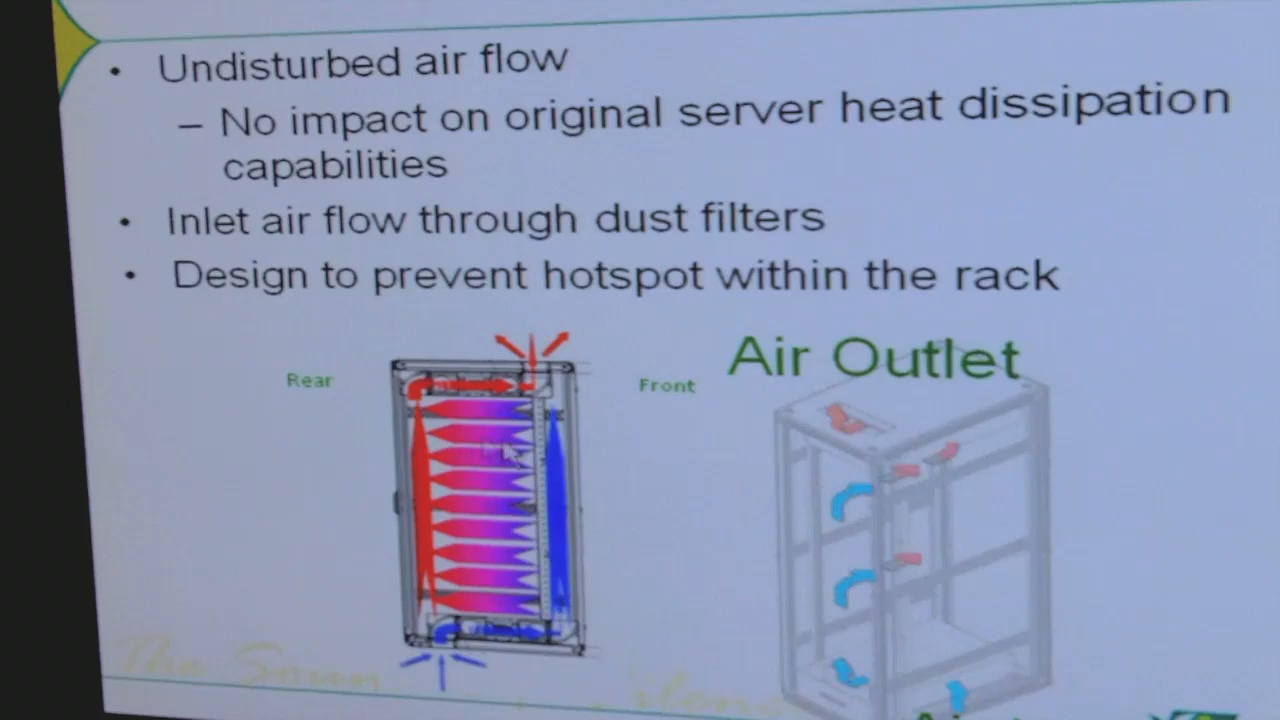 • Undisturbed air flow
– No impact on original server heat dissipation
capabilities
• Inlet air flow through dust filters
• Design to prevent hotspot within the rack
Air Outlet
Rear
Front
The